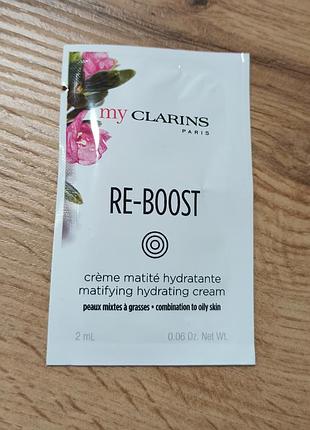 my CLARINS
PARIS
RE-BOOST
crème matité hydratante
matifying hydrating cream
peaux mixtes à grasses • combination to oily skin
2 mL 0.06 Oz. Net Wt.